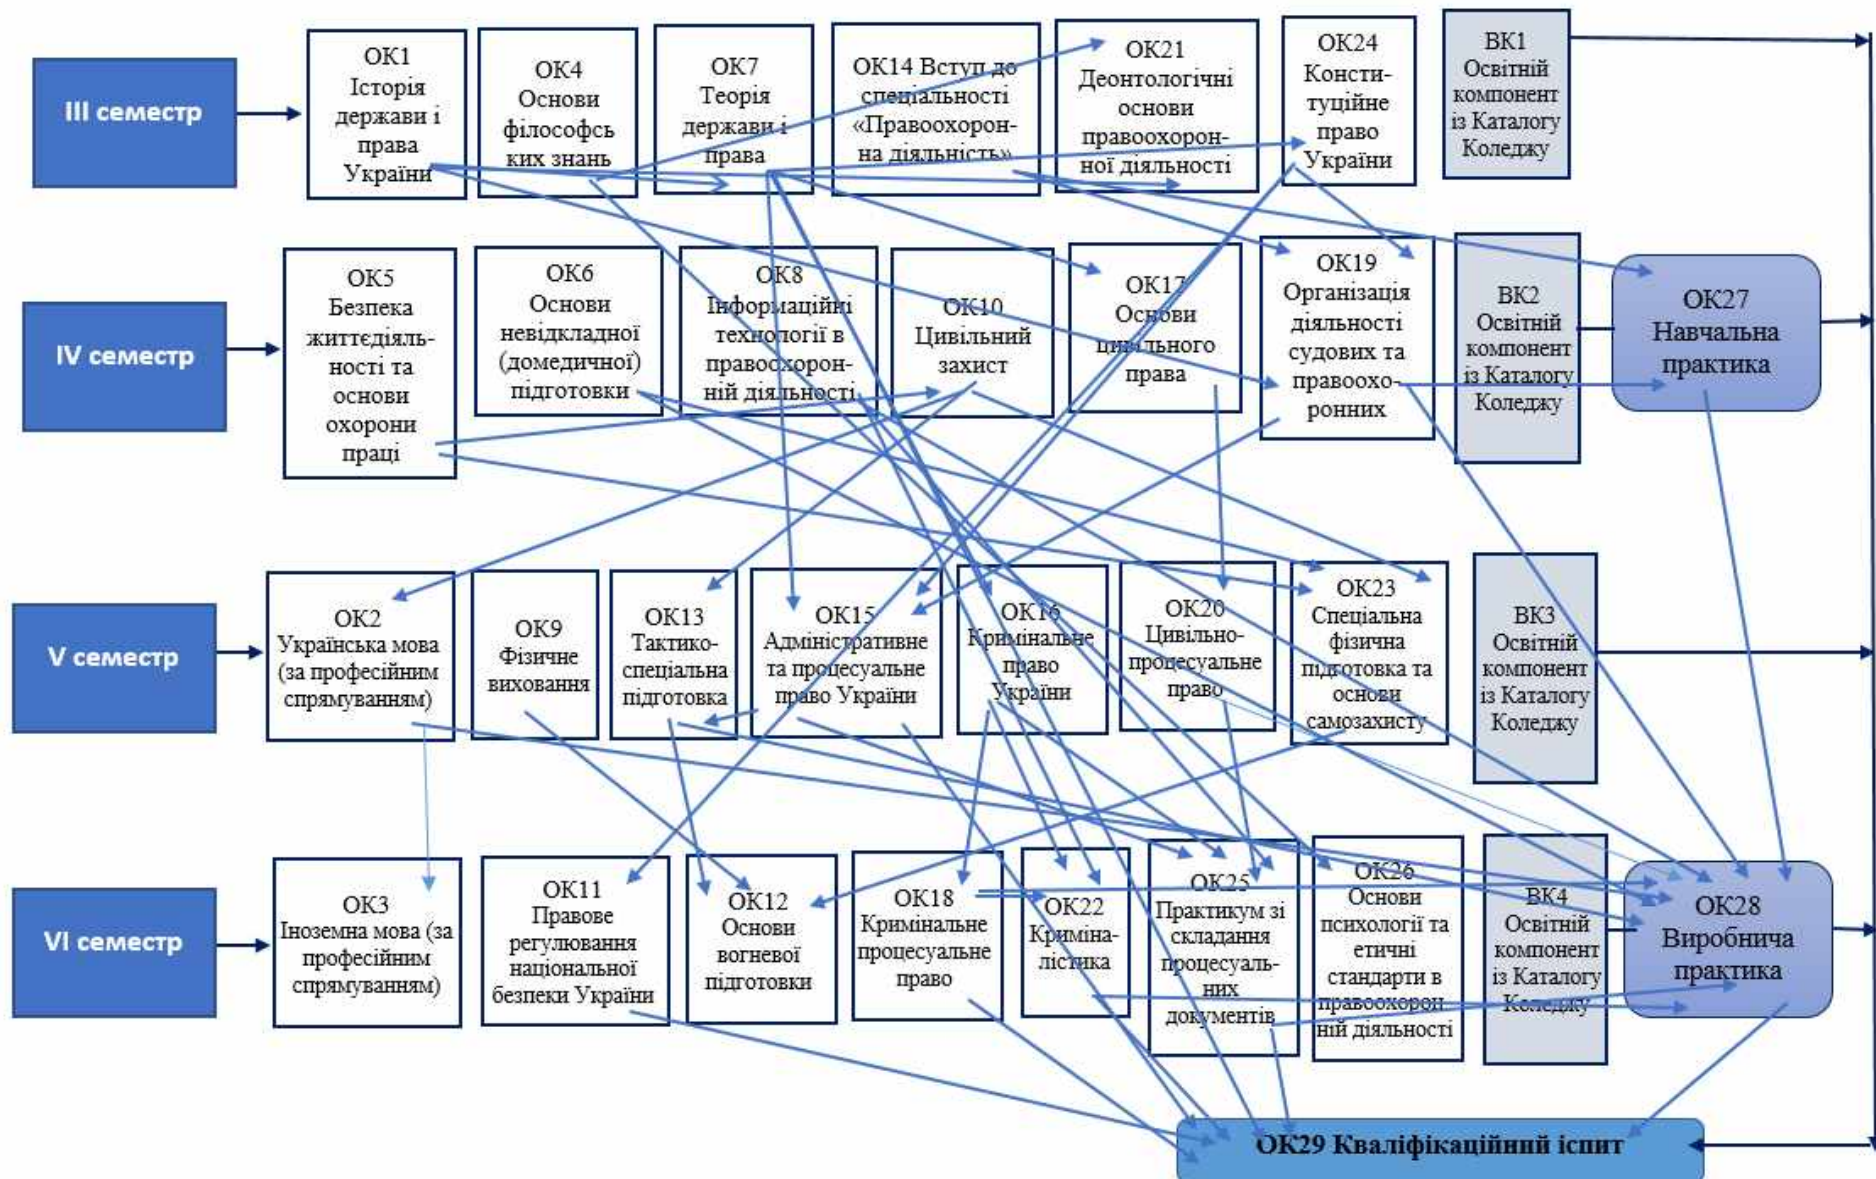 III семестр
ОК1
Історія
держави і
права
України
ОК4
Основи
філософсь
ких знань
ОК7
Теорія
держави і
права
ОК14 Вступ до
спеціальності
«Правоохорон-
на діяльність»
ОК21
Деонтологічні
основи
правоохорон-
ної діяльності
ОК24
Консти-
туційне
право
України
ВК1
Освітній
компонент
із Каталогу
Коледжу
IV семестр
ОК5
Безпека
життєдіяль-
ності та
основи
охорони
праці
ОК6
Основи
невідкладної
(домедичної)
підготовки
ОК8
Інформаційні
технології в
правоохорон-
ній діяльності
ОК10
Цивільний
захист
ОК17
Основи
цивільного
права
ОК19
Організація
діяльності
судових та
правоохо-
ронних
ВК2
Освітній
компонент
із Каталогу
Коледжу
ОК27
Навчальна
практика
V семестр
ОК2
Українська мова
(за професійним
спрямуванням)
ОК9
Фізичне
виховання
ОК13
Тактико-
спеціальна
підготовка
ОК15
Адміністративне
та процесуальне
право України
ОК16
Кримінальне
право
України
ОК20
Цивільно-
процесуальне
право
ОК23
Спеціальна
фізична
підготовка та
основи
самозахисту
ВК3
Освітній
компонент
із Каталогу
Коледжу
VI семестр
ОК3
Іноземна мова (за
професійним
спрямуванням)
ОК11
Правове
регулювання
національної
безпеки України
ОК12
Основи
вогневої
підготовки
ОК18
Кримінальне
процесуальне
право
ОК22
Криміна-
лістика
ОК25
Практикум зі
складання
процесуаль-
них
документів
ОК26
Основи
психології та
етичні
стандарти в
правоохорон
ній діяльності
ВК4
Освітній
компонент
із Каталогу
Коледжу
ОК28
Виробнича
практика
ОК29 Кваліфікаційний іспит